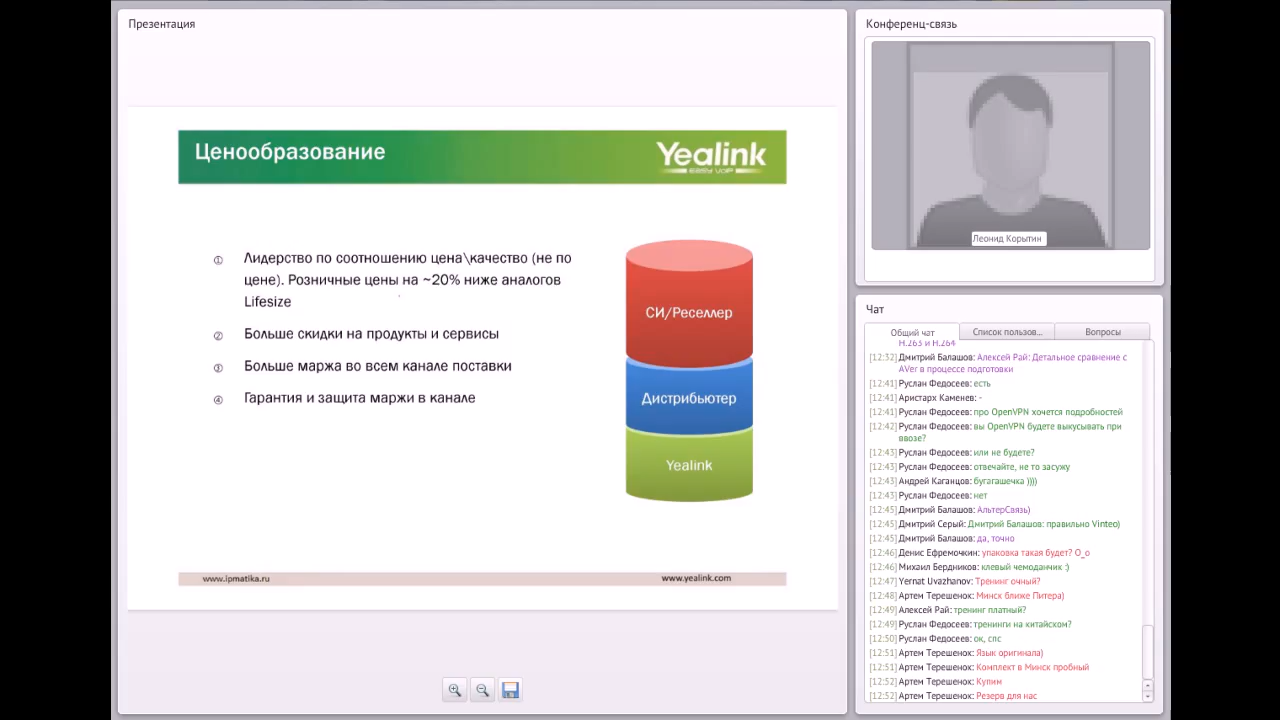 Презентация
Ценообразование
Yealink
EASY VoIP
① Лидерство по соотношению цена\качество (не по
цене). Розничные цены на ~20% ниже аналогов
Lifesize
② Больше скидки на продукты и сервисы
③ Больше маржа во всем канале поставки
④ Гарантия и защита маржи в канале
СИ/Реселлер
Дистрибьютер
Yealink
www.ipmatika.ru
www.yealink.com
Конференц-связь
Леонид Корытин
Чат
Общий чат
Список пользов...
Вопросы
H.263 и H.264
[12:32] Дмитрий Балашов: Алексей Рай: Детальное сравнение с
AVer в процессе подготовки
[12:41] Руслан Федосеев: есть
[12:41] Аристарх Каменев: -
[12:41] Руслан Федосеев: про OpenVPN хочется подробностей
[12:42] Руслан Федосеев: вы OpenVPN будете выкусывать при
ввозе?
[12:43] Руслан Федосеев: или не будете?
[12:43] Руслан Федосеев: отвечайте, не то засужу
[12:43] Андрей Каганцов: бугагашечка ))))
[12:43] Руслан Федосеев: нет
[12:45] Дмитрий Балашов: АльтерСвязь)
[12:45] Дмитрий Серый: Дмитрий Балашов: правильно Vinteo)
[12:45] Дмитрий Балашов: да, точно
[12:46] Денис Ефремочкин: упаковка такая будет? O_o
[12:46] Михаил Бердников: клевый чемоданчик :)
[12:47] Yernat Uvazhanov: Тренинг очный?
[12:48] Артем Терешенок: Минск ближе Питера)
[12:49] Алексей Рай: тренинг платный?
[12:49] Руслан Федосеев: тренинги на китайском?
[12:50] Руслан Федосеев: ок, спс
[12:51] Артем Терешенок: Язык оригинала)
[12:51] Артем Терешенок: Комплект в Минск пробный
[12:52] Артем Терешенок: Купим
[12:52] Артем Терешенок: Резерв для нас